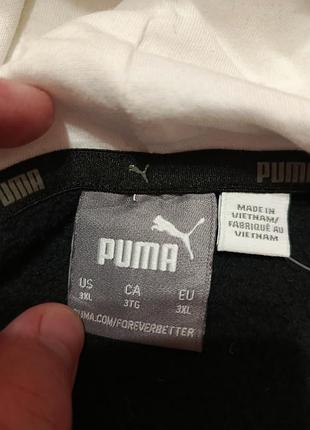 PUMA
PUMA
PUMA
US CA EU
3XL 3TG 3XL
PUMA.COM/FOREVERBETTER
MADE IN
VIETNAM/
FABRIQUÉ AU
VIETNAM